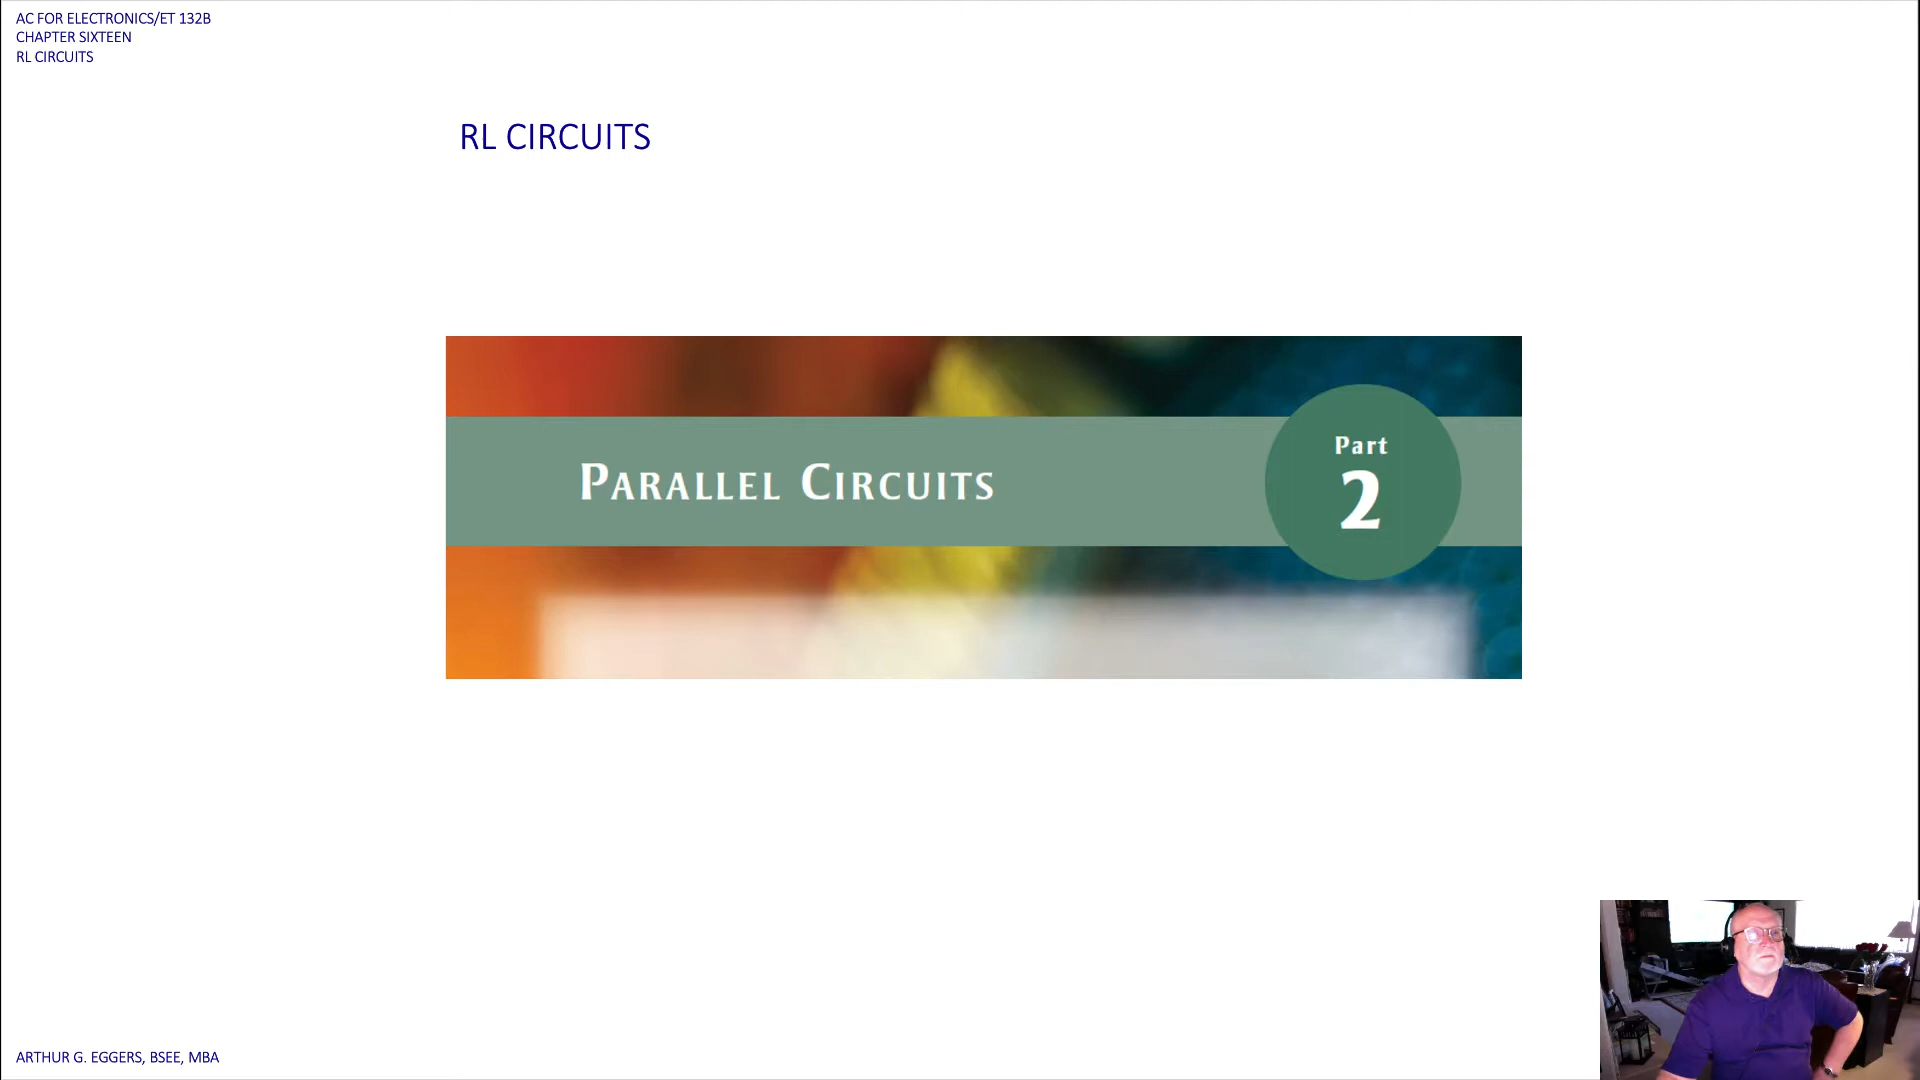 AC FOR ELECTRONICS/ET 132B
CHAPTER SIXTEEN
RL CIRCUITS
RL CIRCUITS
PARALLEL CIRCUITS
Part
2
ARTHUR G. EGGERS, BSEE, MBA